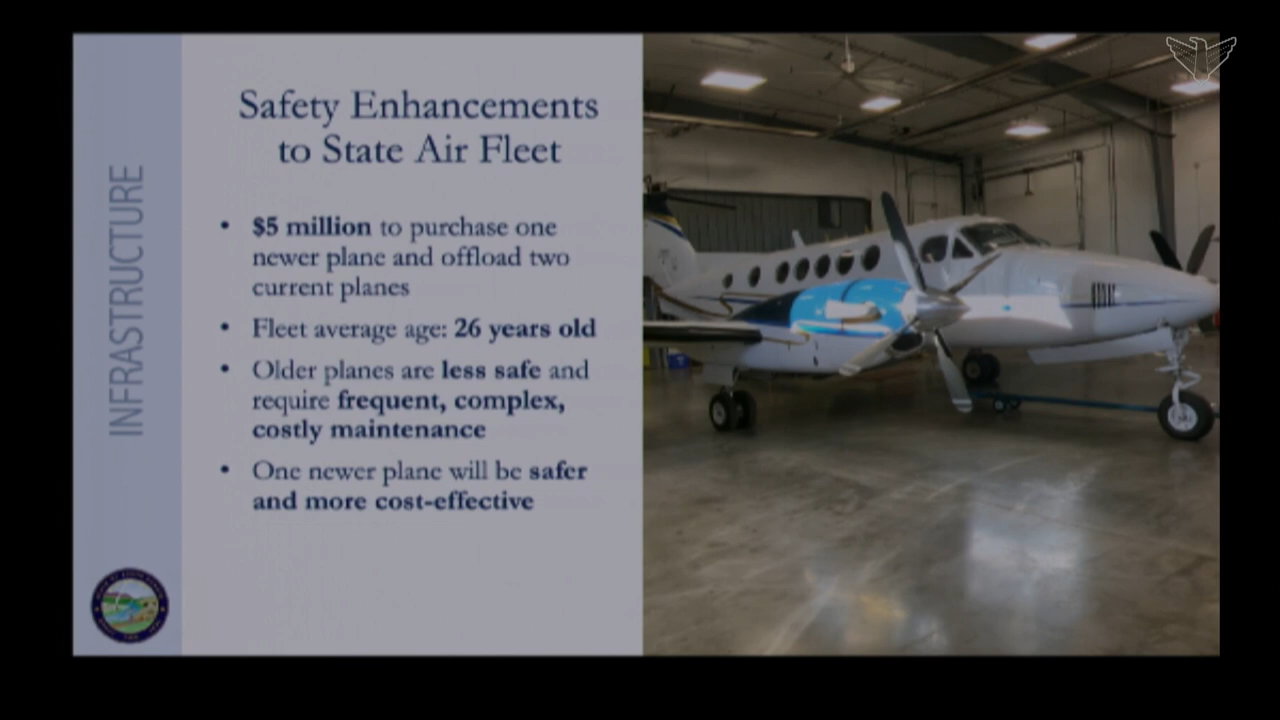 Safety Enhancements
to State Air Fleet
INFRASTRUCTURE
• $5 million to purchase one
newer plane and offload two
current planes
• Fleet average age: 26 years old
• Older planes are less safe and
require frequent, complex,
costly maintenance
• One newer plane will be safer
and more cost-effective